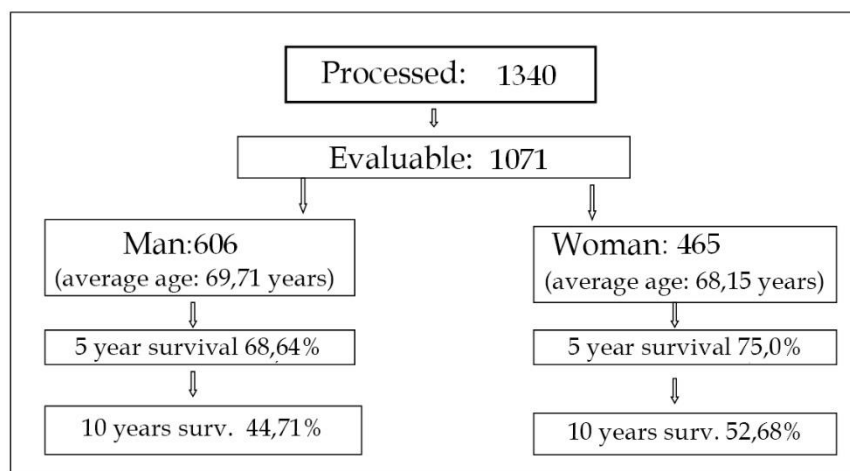 Processed: 1340
Evaluable: 1071
Man:606
(average age: 69,71 years)
5 year survival 68,64%
10 years surv. 44,71%
Woman: 465
(average age: 68,15 years)
5 year survival 75,0%
10 years surv. 52,68%